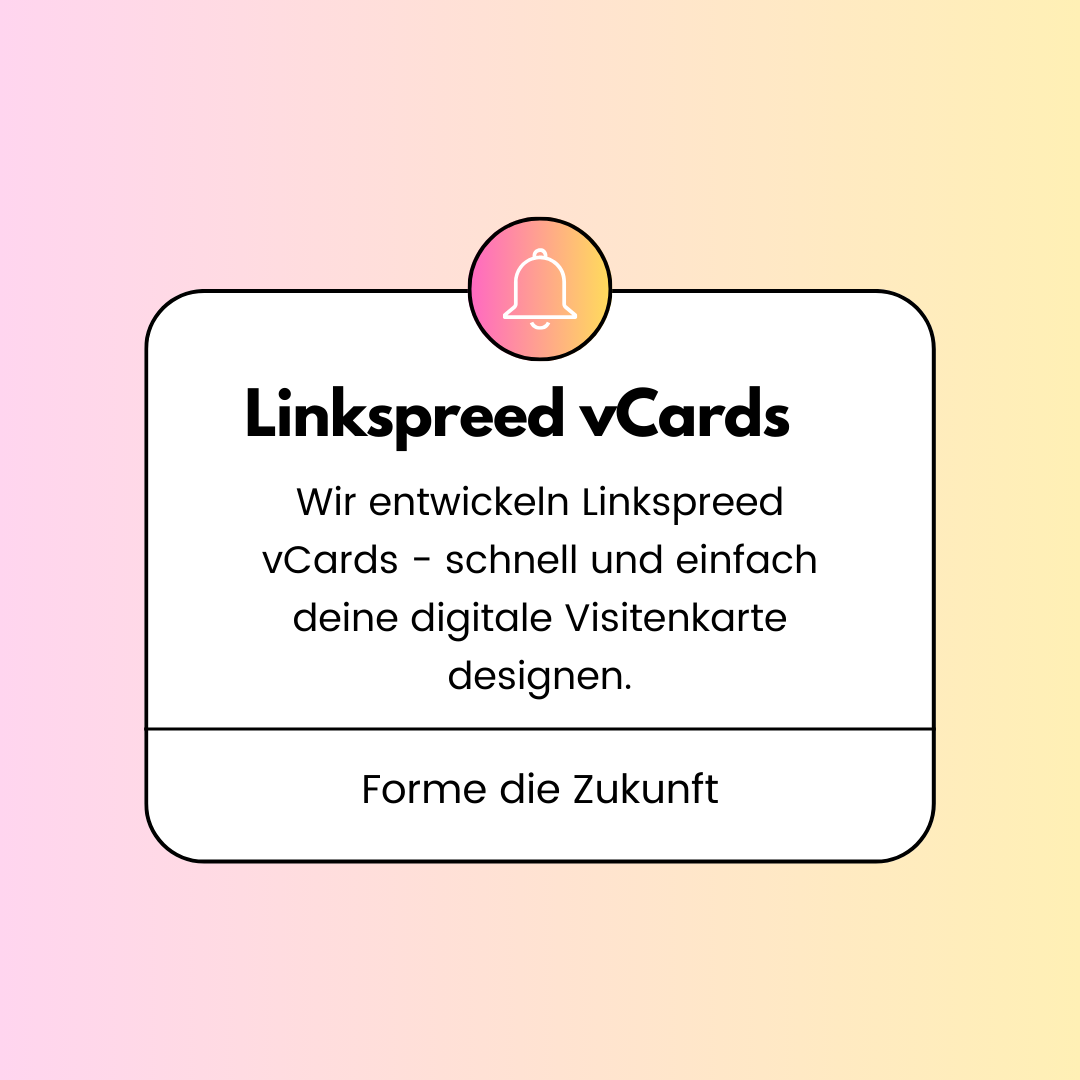 Linkspreed vCards
Wir entwickeln Linkspreed
vCards - schnell und einfach
deine digitale Visitenkarte
designen.
Forme die Zukunft